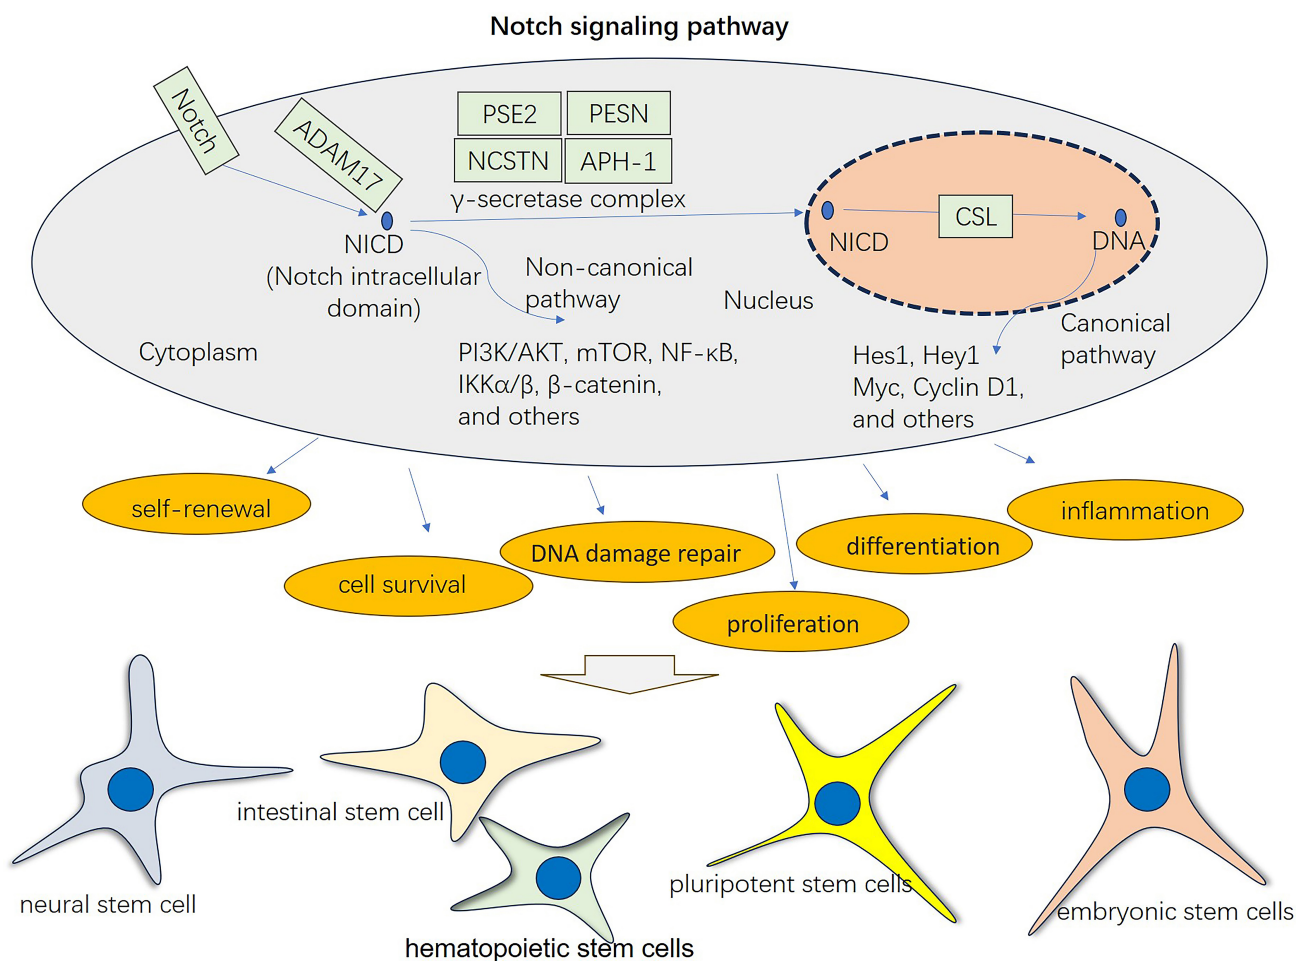 Notch signaling pathway
Notch
ADAM17
PSE2
PESN
NCSTN
APH-1
γ-secretase complex
NICD
(Notch intracellular
domain)
Non-canonical
pathway
Cytoplasm
PI3K/AKT, mTOR, NF-κB,
IKKα/β, β-catenin,
and others
Nucleus
NICD
CSL
DNA
Canonical
pathway
Hes1, Hey1
Myc, Cyclin D1,
and others
self-renewal
cell survival
DNA damage repair
proliferation
differentiation
inflammation
neural stem cell
intestinal stem cell
hematopoietic stem cells
pluripotent stem cells
embryonic stem cells